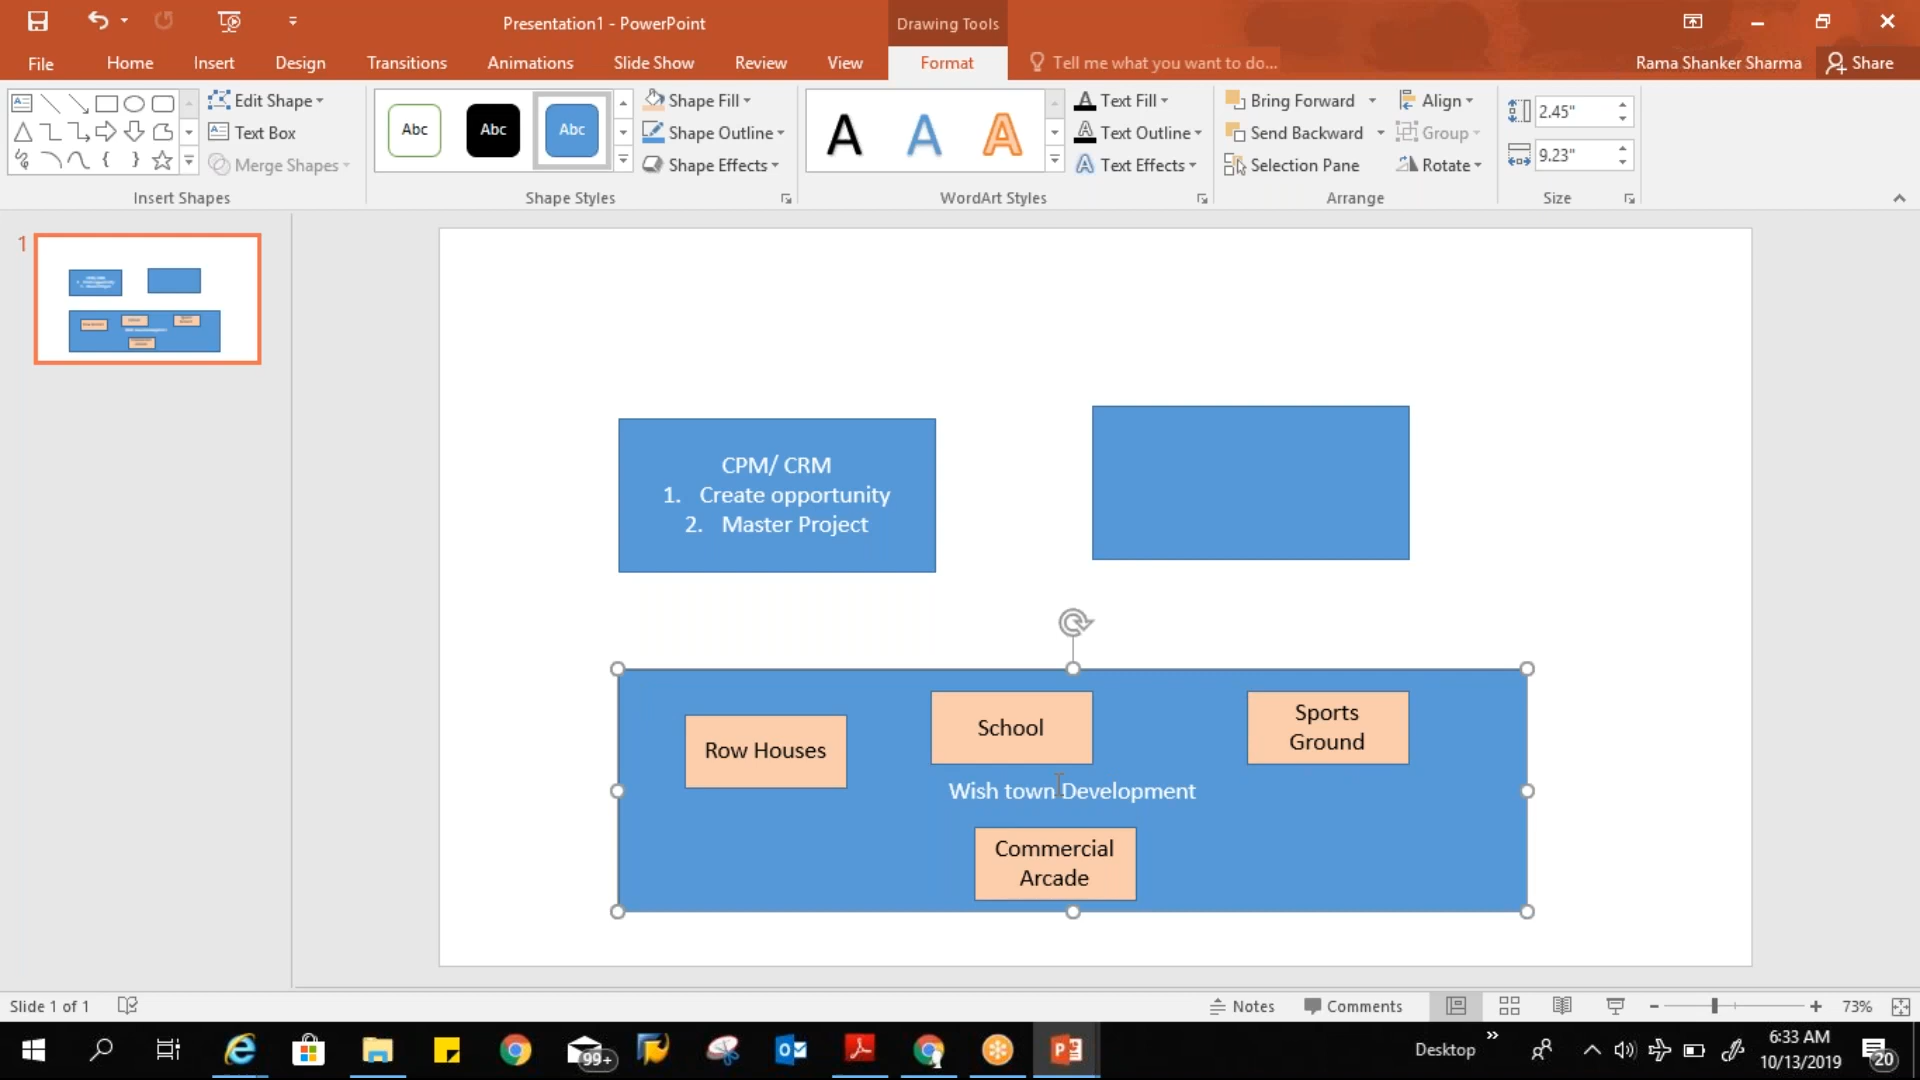 Presentation1 - PowerPoint
Drawing Tools
File
Home
Insert
Design
Transitions
Animations
Slide Show
Review
View
Format
Tell me what you want to do...
Rama Shanker Sharma
Share
Edit Shape
Text Box
Merge Shapes
Insert Shapes
Abc
Abc
Abc
Shape Fill
Shape Outline
Shape Effects
Shape Styles
A
A
A
Text Fill
Text Outline
Text Effects
WordArt Styles
Bring Forward
Send Backward
Selection Pane
Align
Group
Rotate
Arrange
2.45"
9.23"
Size
1
CPM/ CRM
1. Create opportunity
2. Master Project
Row Houses
School
Sports
Ground
Wish town Development
Commercial
Arcade
Slide 1 of 1
Notes
Comments
73%
99+
Desktop
6:33 AM
10/13/2019
20